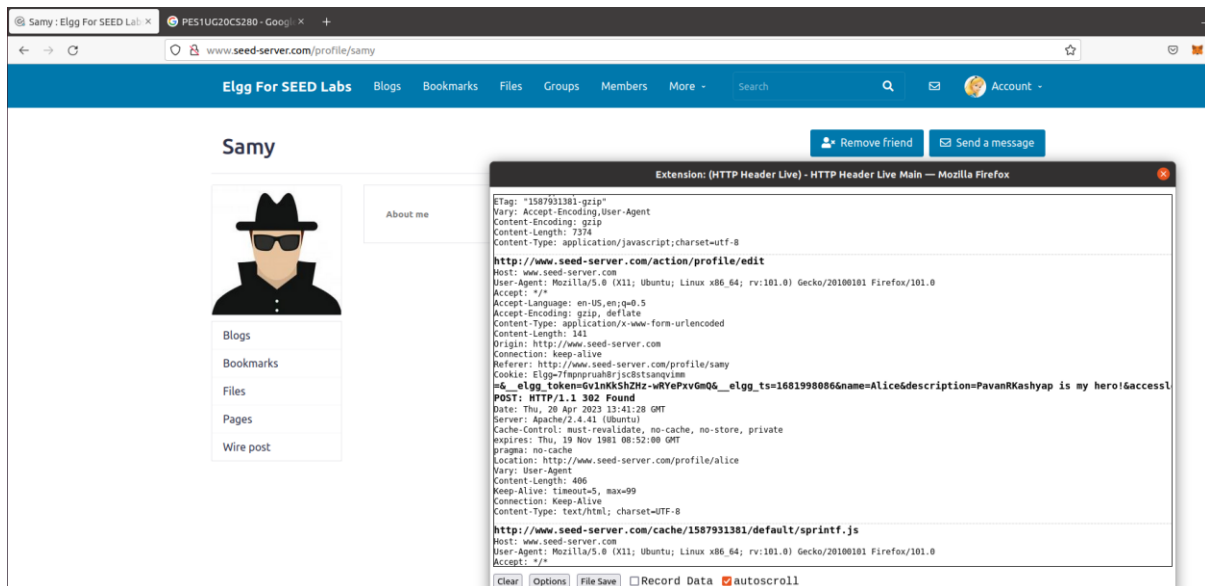 Samy : Elgg For SEED Lab
PES1UG20CS280 - Googl
www.seed-server.com/profile/samy
Elgg For SEED Labs Blogs Bookmarks Files Groups Members More Search Account
Samy
Remove friend Send a message
About me
Blogs
Bookmarks
Files
Pages
Wire post
Extension: (HTTP Header Live) - HTTP Header Live Main — Mozilla Firefox
ETag: "1587931381-gzip"
Vary: Accept-Encoding,User-Agent
Content-Encoding: gzip
Content-Length: 7374
Content-Type: application/javascript;charset=utf-8
http://www.seed-server.com/action/profile/edit
Host: www.seed-server.com
User-Agent: Mozilla/5.0 (X11; Ubuntu; Linux x86_64; rv:101.0) Gecko/20100101 Firefox/101.0
Accept: */*
Accept-Language: en-US,en;q=0.5
Accept-Encoding: gzip, deflate
Content-Type: application/x-www-form-urlencoded
Content-Length: 141
Origin: http://www.seed-server.com
Connection: keep-alive
Referer: http://www.seed-server.com/profile/samy
Cookie: Elgg=7fmpnpruah8rjsc8stsanqvimm
=&__elgg_token=Gv1nKkShZHz-wRYePxvGmQ&__elgg_ts=1681998086&name=Alice&description=PavanRKashyap is my hero!&accessl
POST: HTTP/1.1 302 Found
Date: Thu, 20 Apr 2023 13:41:28 GMT
Server: Apache/2.4.41 (Ubuntu)
Cache-Control: must-revalidate, no-cache, no-store, private
expires: Thu, 19 Nov 1981 08:52:00 GMT
pragma: no-cache
Location: http://www.seed-server.com/profile/alice
Vary: User-Agent
Content-Length: 406
Keep-Alive: timeout=5, max=99
Connection: Keep-Alive
Content-Type: text/html; charset=UTF-8
http://www.seed-server.com/cache/1587931381/default/sprintf.js
Host: www.seed-server.com
User-Agent: Mozilla/5.0 (X11; Ubuntu; Linux x86_64; rv:101.0) Gecko/20100101 Firefox/101.0
Accept: */*
Clear Options File Save Record Data autoscroll